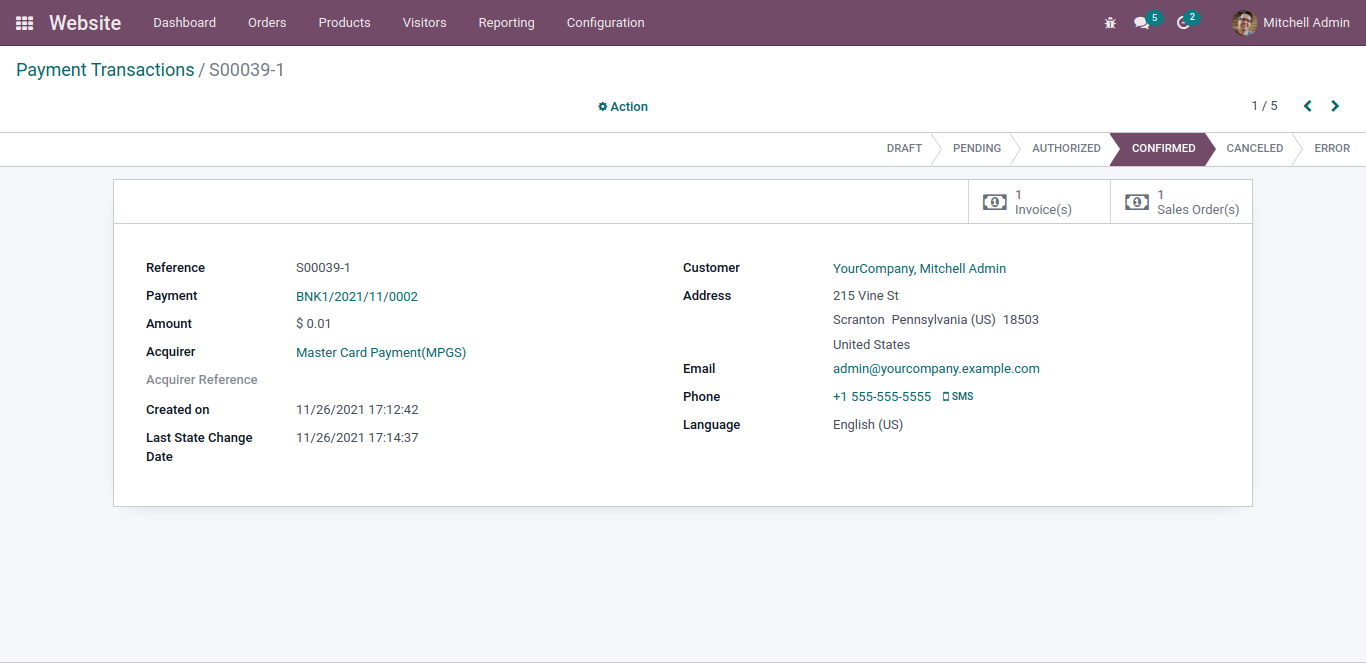 Website Dashboard Orders Products Visitors Reporting Configuration 5 2 Mitchell Admin
Payment Transactions / S00039-1
Action 1 / 5
DRAFT PENDING AUTHORIZED CONFIRMED CANCELED ERROR
1 Invoice(s)
1 Sales Order(s)
Reference S00039-1
Payment BNK1/2021/11/0002
Amount $ 0.01
Acquirer Master Card Payment(MPGS)
Acquirer Reference
Created on 11/26/2021 17:12:42
Last State Change Date 11/26/2021 17:14:37
Customer YourCompany, Mitchell Admin
Address 215 Vine St
Scranton Pennsylvania (US) 18503
United States
Email admin@yourcompany.example.com
Phone +1 555-555-5555 SMS
Language English (US)